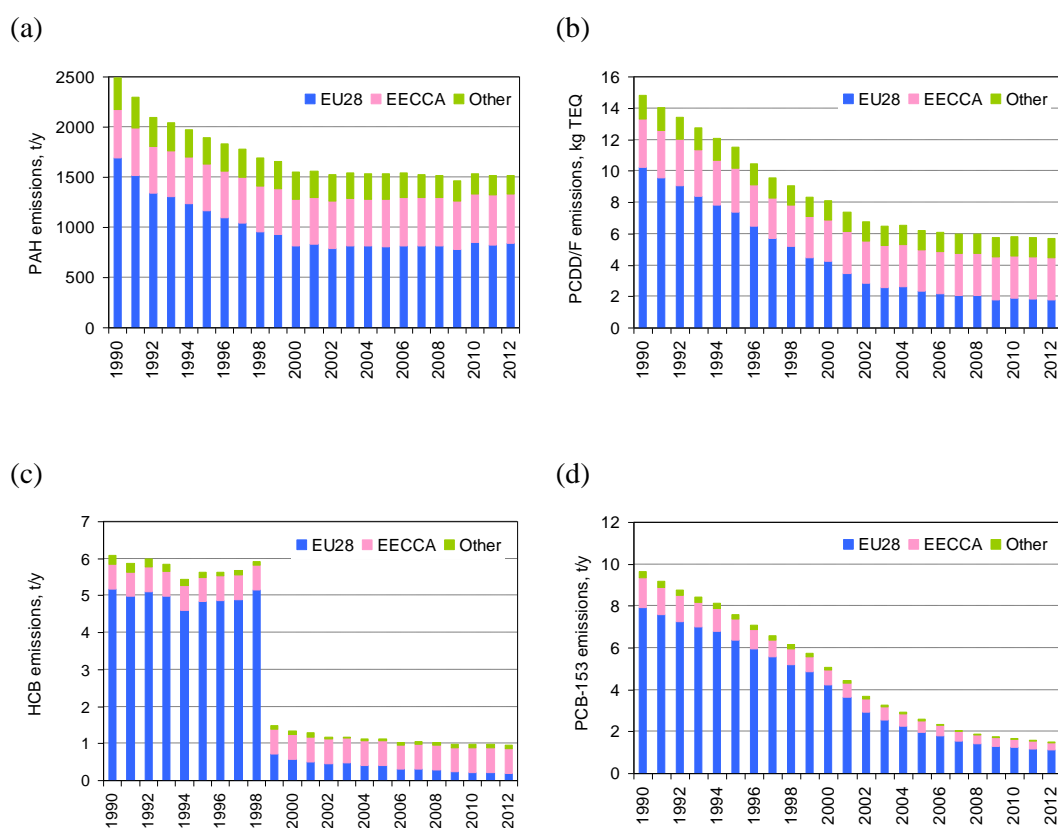 (a)
PAH emissions, t/y
2500
2000
1500
1000
500
0
EU28 EECCA Other
1990 1992 1994 1996 1998 2000 2002 2004 2006 2008 2010 2012
(b)
PCDD/F emissions, kg TEQ
16
14
12
10
8
6
4
2
0
EU28 EECCA Other
1990 1992 1994 1996 1998 2000 2002 2004 2006 2008 2010 2012
(c)
HCB emissions, t/y
7
6
5
4
3
2
1
0
EU28 EECCA Other
1990 1992 1994 1996 1998 2000 2002 2004 2006 2008 2010 2012
(d)
PCB-153 emissions, t/y
12
10
8
6
4
2
0
EU28 EECCA Other
1990 1992 1994 1996 1998 2000 2002 2004 2006 2008 2010 2012